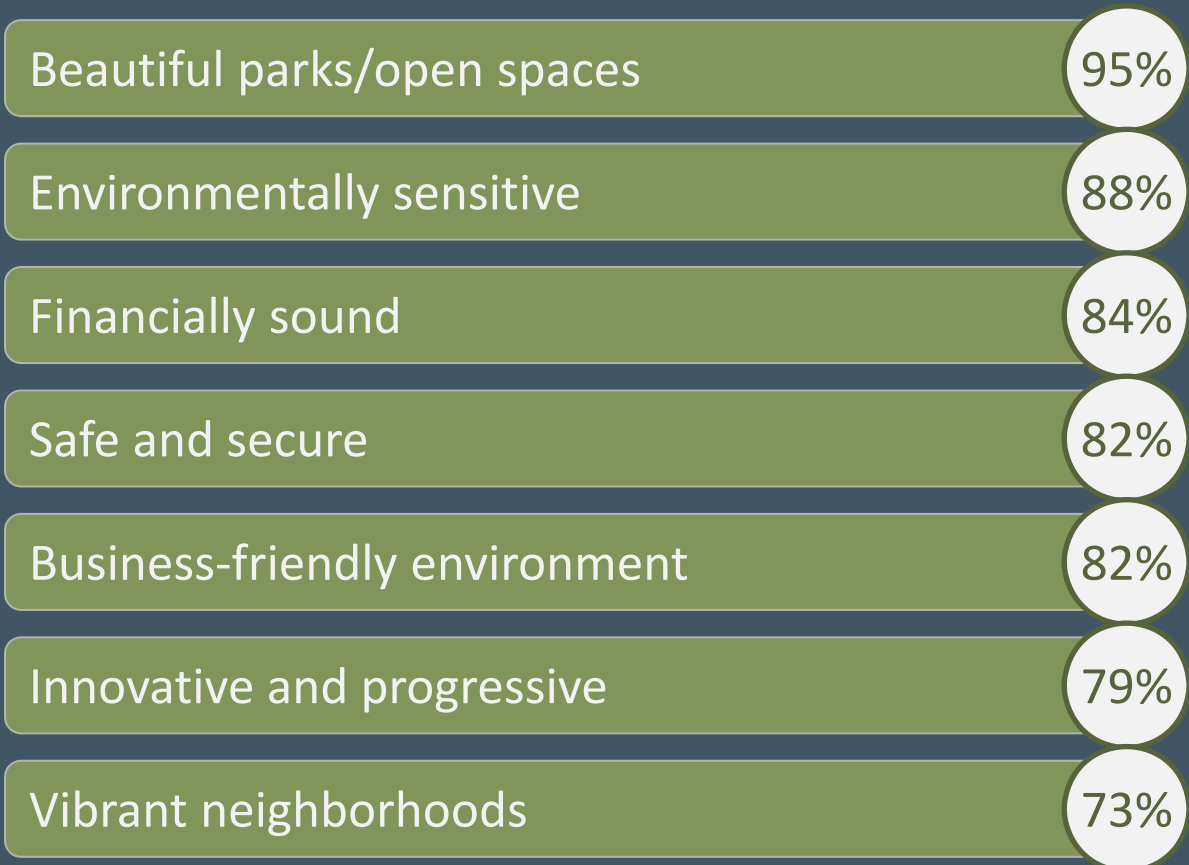 Beautiful parks/open spaces 95%
Environmentally sensitive 88%
Financially sound 84%
Safe and secure 82%
Business-friendly environment 82%
Innovative and progressive 79%
Vibrant neighborhoods 73%